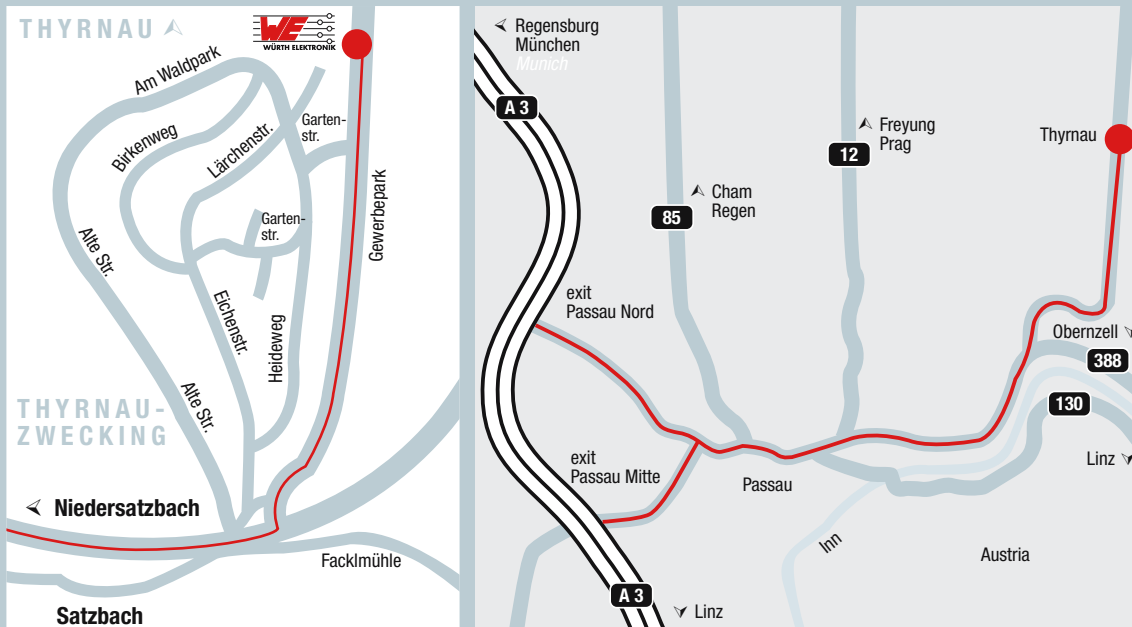 THYRNAU
WE
WÜRTH ELEKTRONIK
Am Waldpark
Birkenweg
Lärchenstr.
Garten-
str.
Gewerbepark
Garten-
str.
Alte Str.
Eichenstr.
Heideweg
Alte Str.
THYRNAU-
ZWECKING
Niedersatzbach
Facklmühle
Satzbach
Regensburg
München
Munich
A 3
Freyung
Prag
12
Thyrnau
Cham
Regen
85
exit
Passau Nord
Obernzell
388
130
exit
Passau Mitte
Passau
Linz
Inn
Austria
A 3
Linz